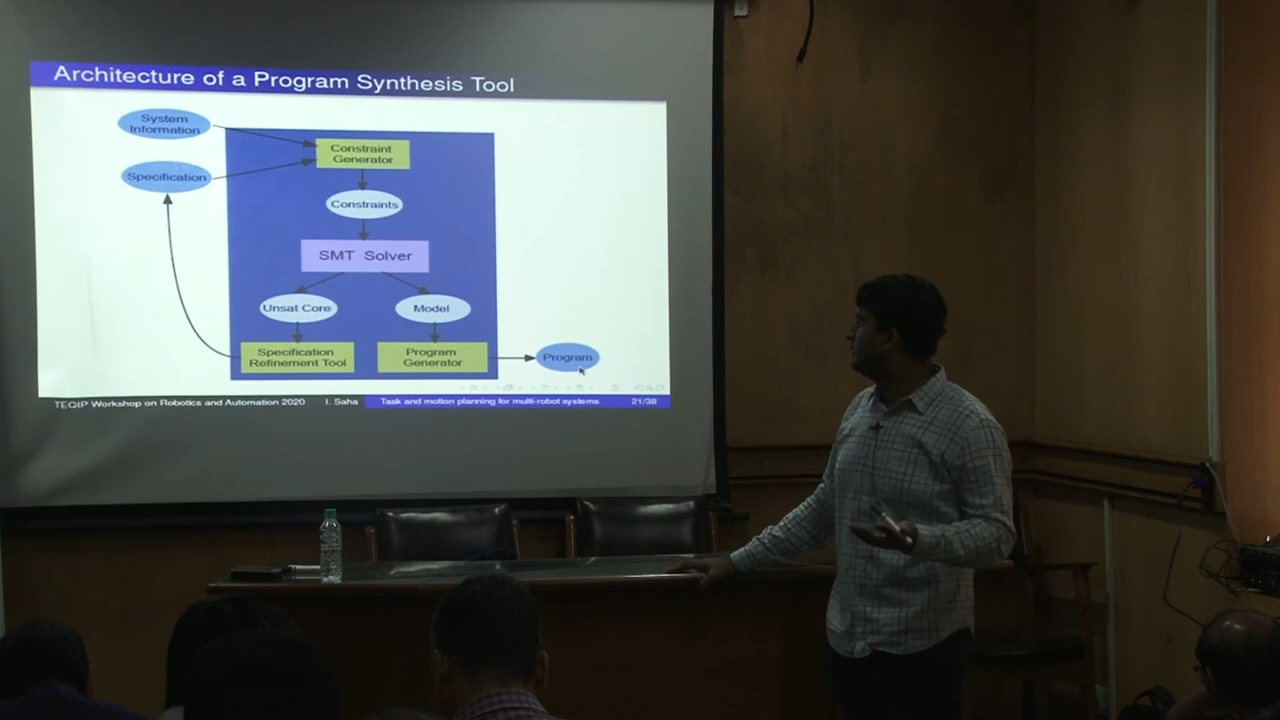 Architecture of a Program Synthesis Tool
System
Information
Constraint
Generator
Specification
Constraints
SMT Solver
Unsat Core
Model
Specification
Refinement Tool
Program
Generator
Program
TEQIP Workshop on Robotics and Automation 2020 I. Saha Task and motion planning for multi-robot systems 21/38